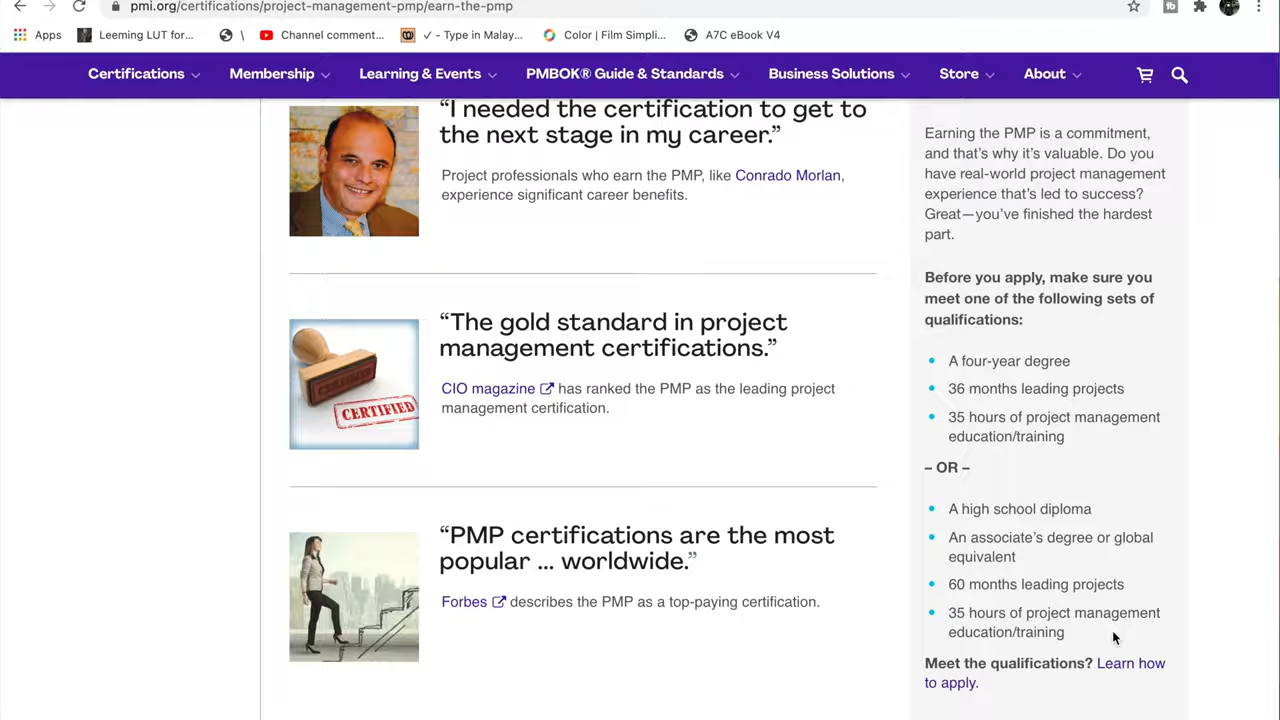 pmi.org/certifications/project-management-pmp/earn-the-pmp
Apps
Leeming LUT for...
\
Channel comment...
✓ - Type in Malay...
Color | Film Simpli...
A7C eBook V4
Certifications
Membership
Learning & Events
PMBOK® Guide & Standards
Business Solutions
Store
About
“I needed the certification to get to
the next stage in my career.”
Project professionals who earn the PMP, like Conrado Morlan,
experience significant career benefits.
“The gold standard in project
management certifications.”
CIO magazine has ranked the PMP as the leading project
management certification.
CERTIFIED
“PMP certifications are the most
popular ... worldwide.”
Forbes describes the PMP as a top-paying certification.
Earning the PMP is a commitment,
and that’s why it’s valuable. Do you
have real-world project management
experience that’s led to success?
Great—you’ve finished the hardest
part.
Before you apply, make sure you
meet one of the following sets of
qualifications:
A four-year degree
36 months leading projects
35 hours of project management
education/training
– OR –
A high school diploma
An associate’s degree or global
equivalent
60 months leading projects
35 hours of project management
education/training
Meet the qualifications? Learn how
to apply.